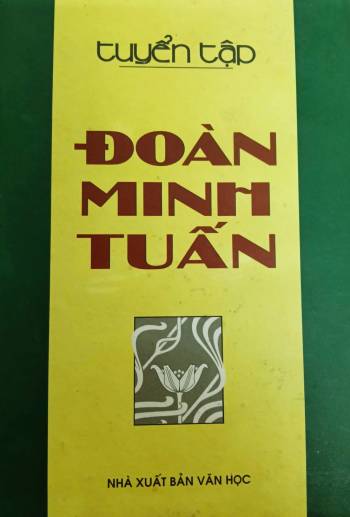 tuyển tập
ĐOÀN
MINH
TUẤN
NHÀ XUẤT BẢN VĂN HỌC